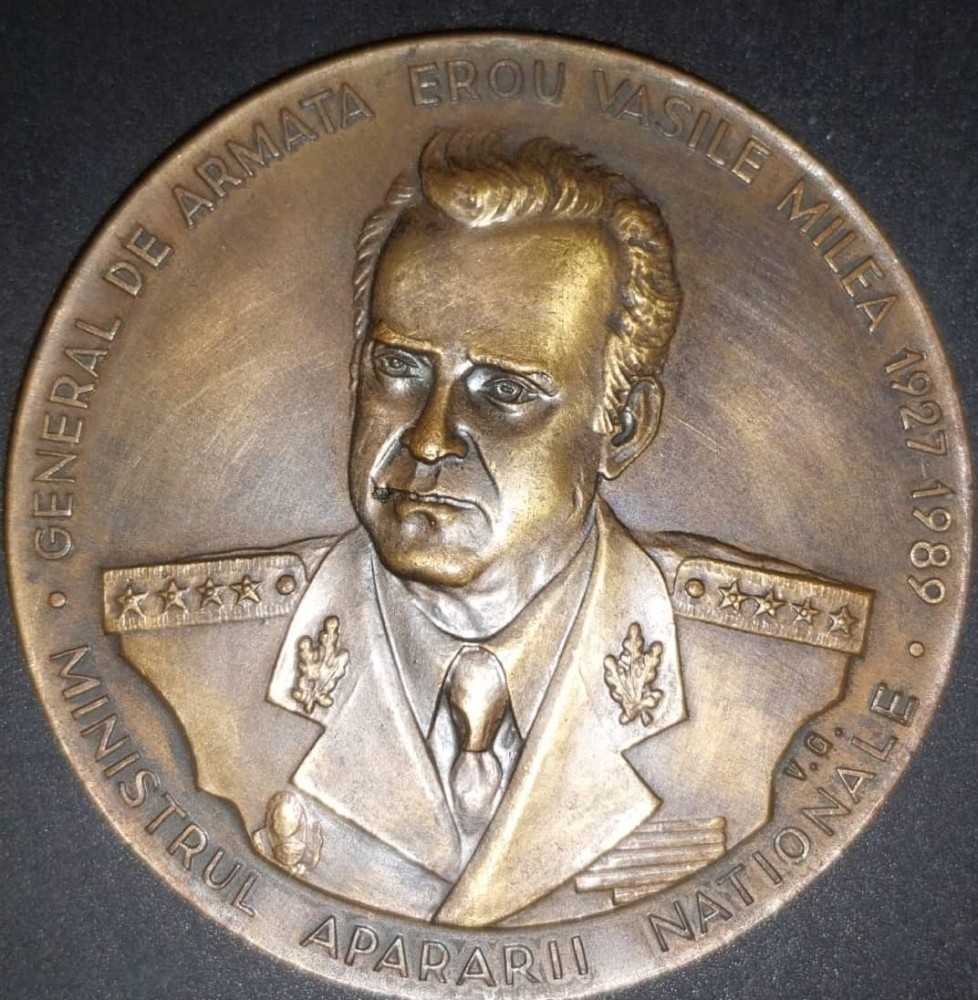 GENERAL DE ARMATA EROU VASILE MILEA 1927-1989
MINISTRUL APARARII NATIONALE
v.a.